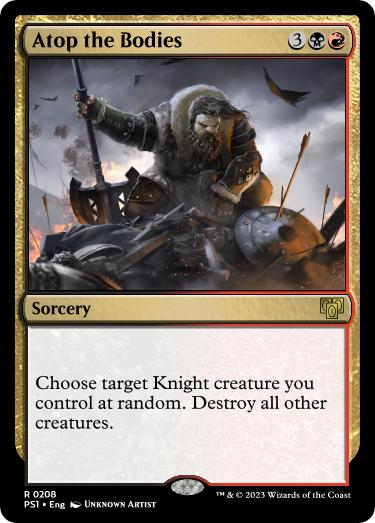 Atop the Bodies 3
Sorcery
Choose target Knight creature you
control at random. Destroy all other
creatures.
R 0208
PS1 • Eng Unknown Artist
™ & © 2023 Wizards of the Coast